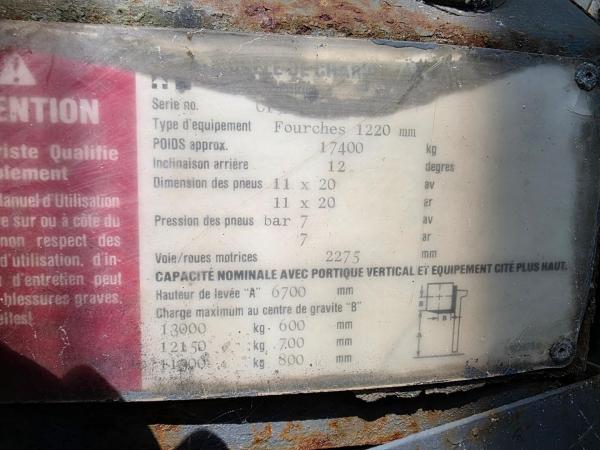 ENTION
riste Qualifie
lement
Manuel d'Utilisation
re sur ou à côté du
non respect des
d'utilisation, d'in-
d'entretien peut
blessures graves,
elles!
Serie no.
Type d'equipement Fourches 1220 mm
POIDS approx. 17400 kg
Inclinaison arrière 12 degres
Dimension des pneus 11 x 20 av
11 x 20 ar
Pression des pneus bar 7 av
7 ar
Voie/roues motrices 2275 mm
CAPACITÉ NOMINALE AVEC PORTIQUE VERTICAL ET EQUIPEMENT CITÉ PLUS HAUT.
Hauteur de levée "A" 6700 mm
Charge maximum au centre de gravite "B"
13000 kg 600 mm
12150 kg 700 mm
kg 800 mm
B
A